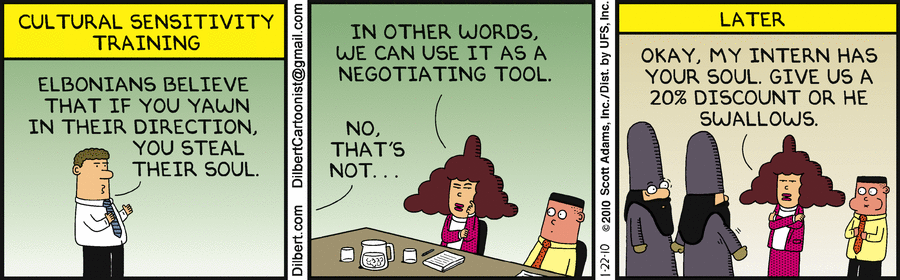 CULTURAL SENSITIVITY
TRAINING
ELBONIANS BELIEVE
THAT IF YOU YAWN
IN THEIR DIRECTION,
YOU STEAL
THEIR SOUL.
Dilbert.com DilbertCartoonist@gmail.com
IN OTHER WORDS,
WE CAN USE IT AS A
NEGOTIATING TOOL.
NO,
THAT'S
NOT...
1-22-10 ©2010 Scott Adams, Inc./Dist. by UFS, Inc.
LATER
OKAY, MY INTERN HAS
YOUR SOUL. GIVE US A
20% DISCOUNT OR HE
SWALLOWS.